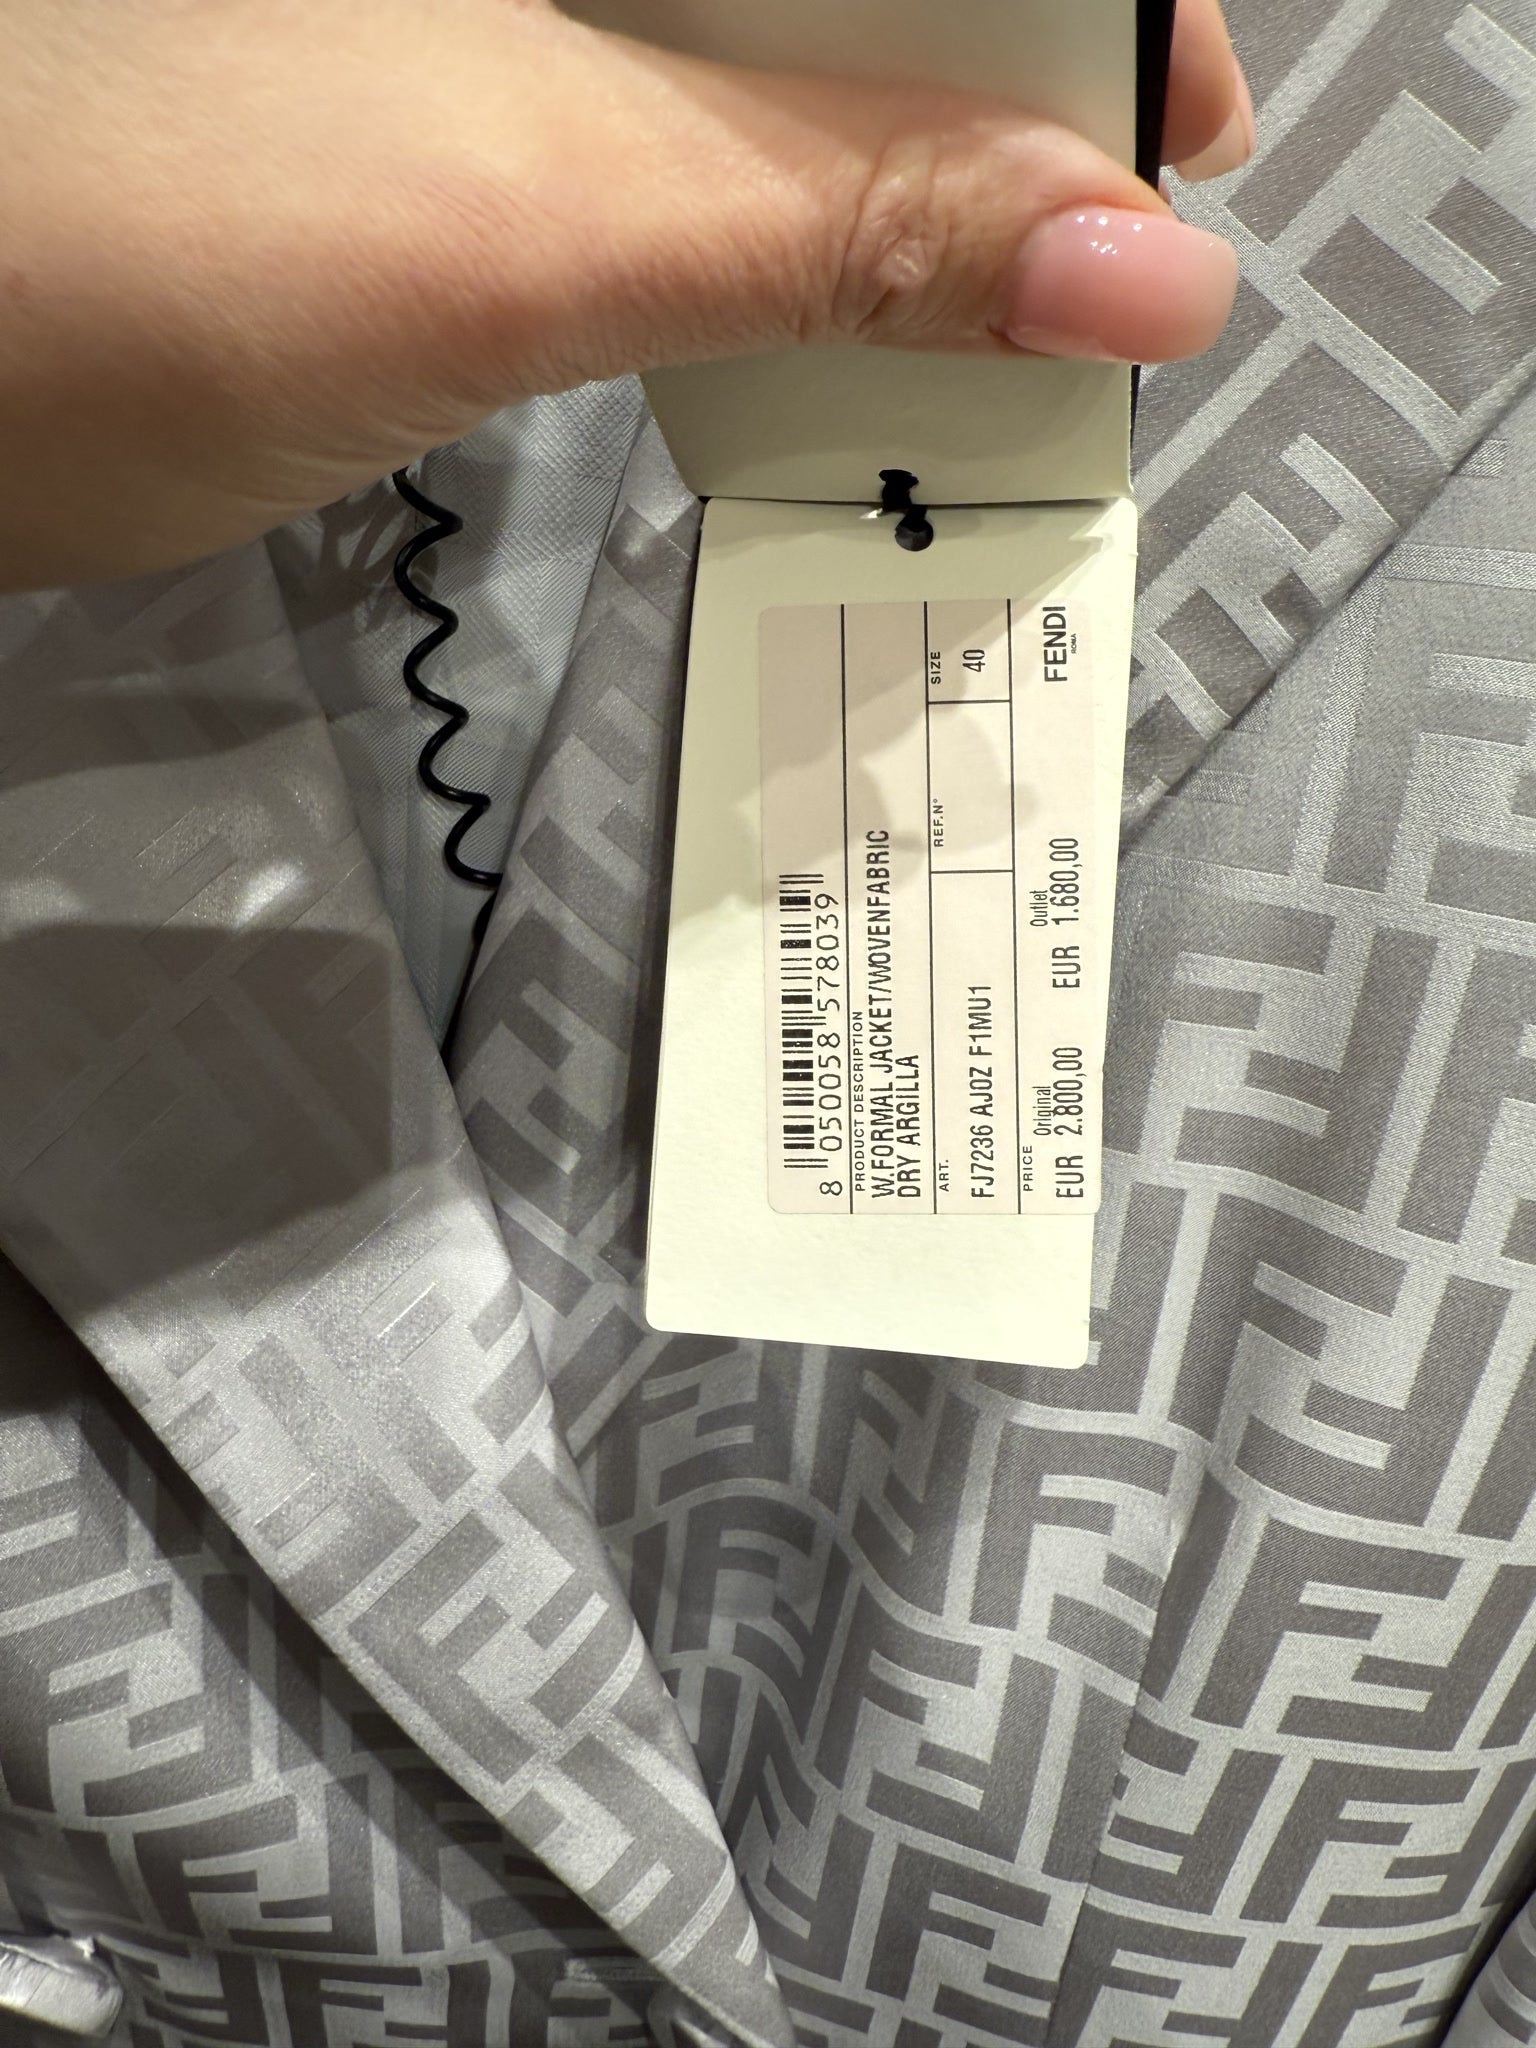 8 050058 578039
PRODUCT DESCRIPTION
W.FORMAL JACKET/WOVENFABRIC
DRY ARGILLA
ART.
REF.N°
SIZE
FJ7236 AJ0Z F1MU1
40
PRICE
Original
Outlet
EUR 2.800,00
EUR 1.680,00
FENDI
ROMA